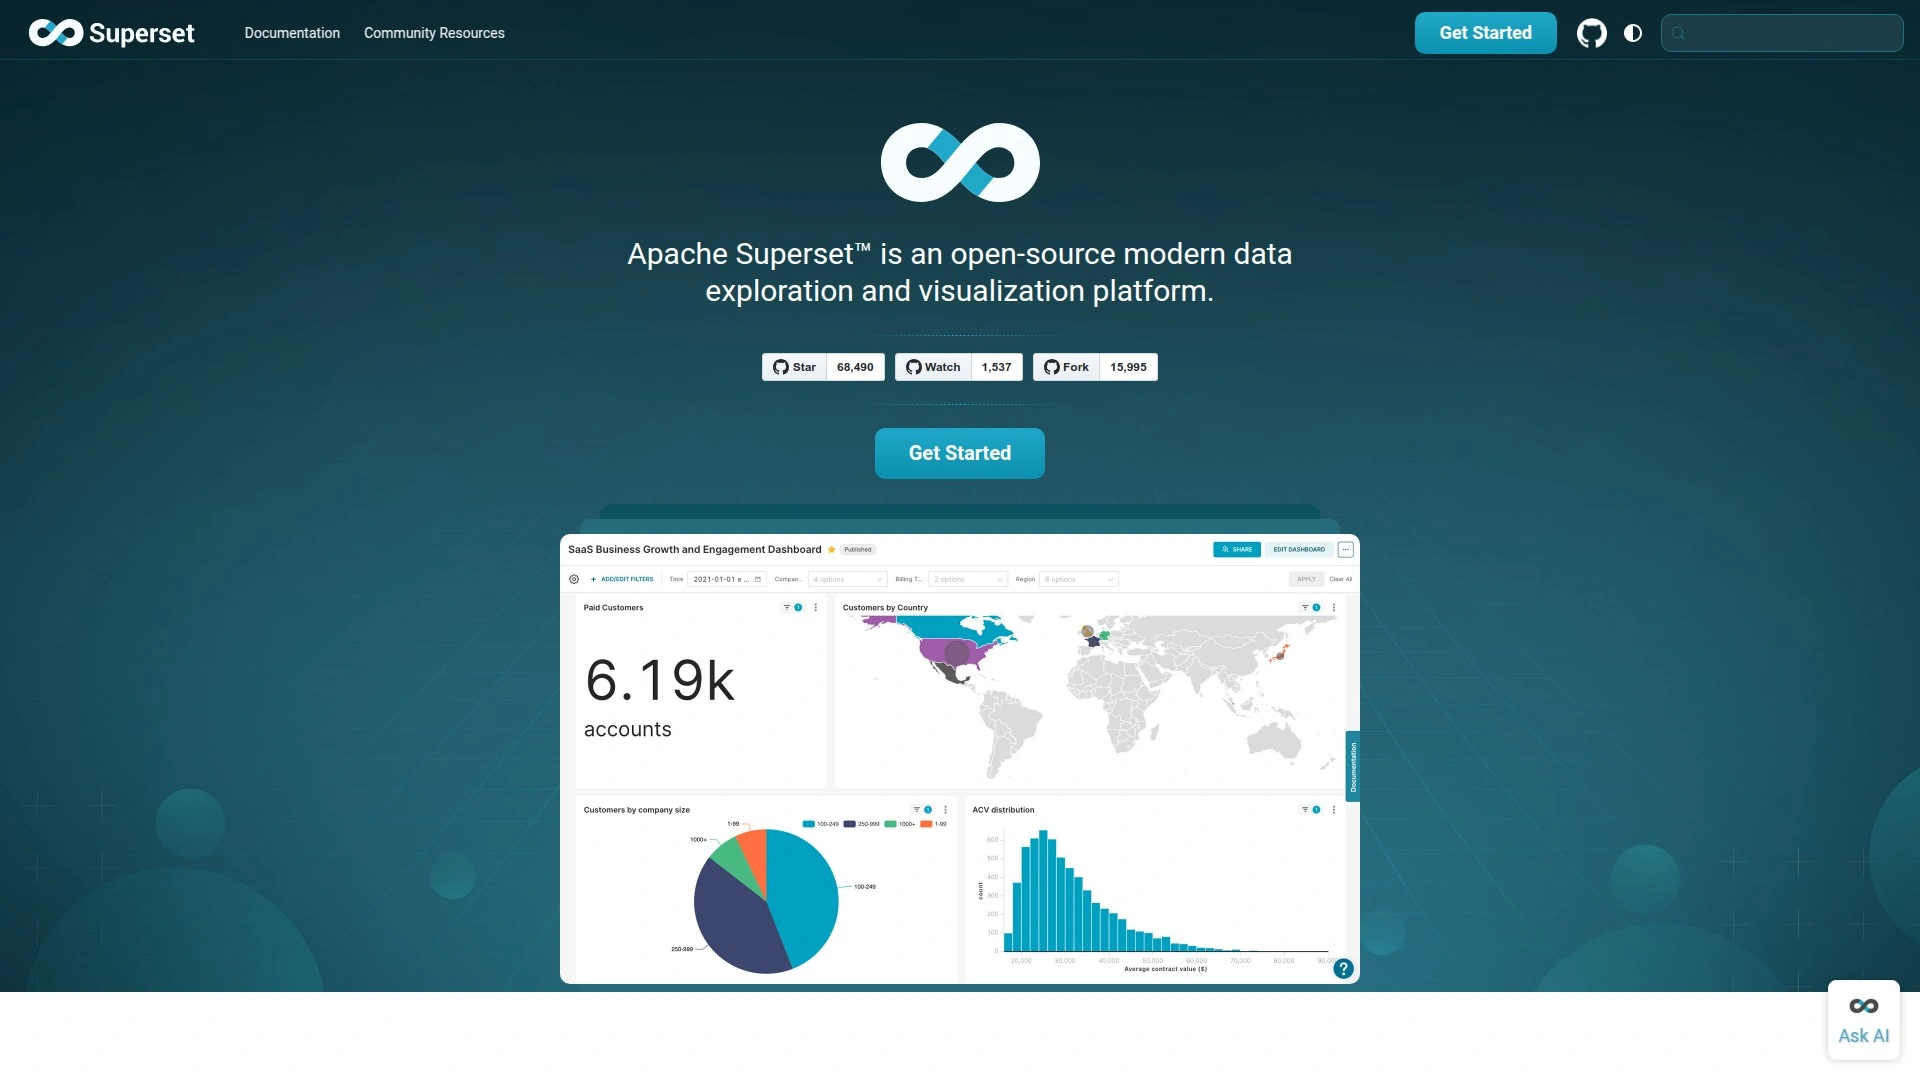 Superset
Documentation
Community Resources
Get Started
Apache Superset™ is an open-source modern data
exploration and visualization platform.
Star 68,490
Watch 1,537
Fork 15,995
Get Started
SaaS Business Growth and Engagement Dashboard
Published
SHARE
EDIT DASHBOARD
ADD/EDIT FILTERS
Time 2021-01-01 ≤ ...
Compan... 4 options
Billing T... 2 options
Region 8 options
APPLY
Clear All
Paid Customers
1
6.19k
accounts
Customers by Country
1
Documentation
Customers by company size
1
100-249 250-999 1000+ 1-99
1-99
1000+
100-249
250-999
ACV distribution
1
600
500
400
300
200
100
0
count
20,000 30,000 40,000 50,000 60,000 70,000 80,000 90,000
Average contract value ($)
?
Ask AI